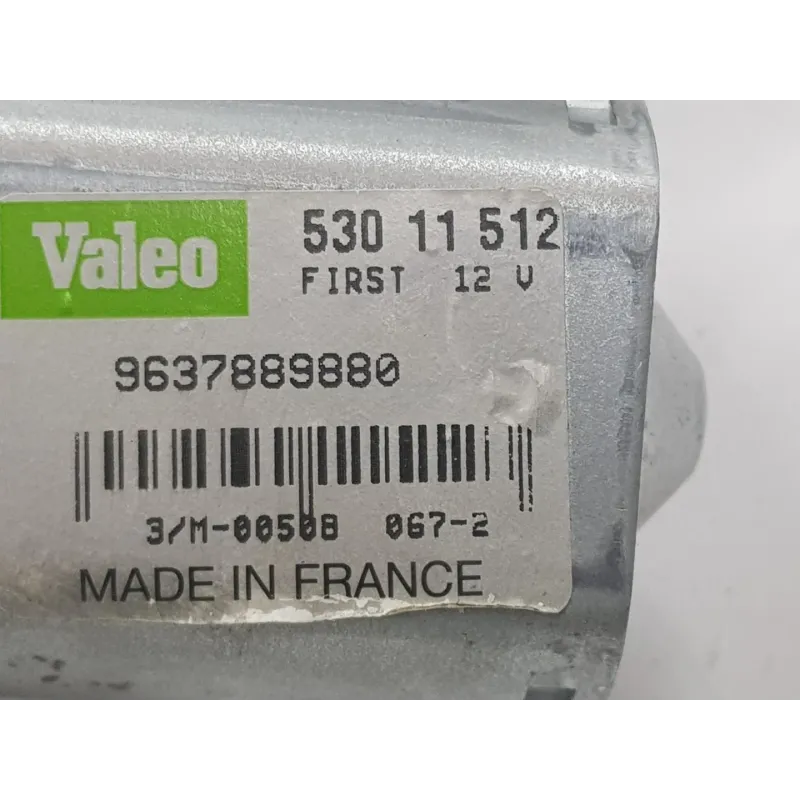 Valeo
530 11 512
FIRST 12 V
9637889880
3/M-00508 067-2
MADE IN FRANCE